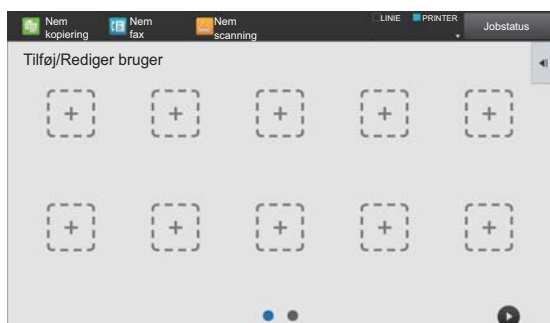 Nem kopiering
Nem fax
Nem scanning
LINIE
PRINTER
Jobstatus
Tilføj/Rediger bruger